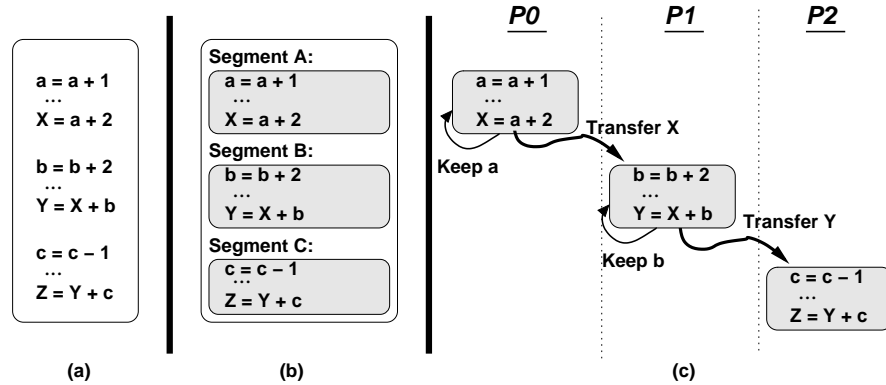 a = a + 1
...
X = a + 2
b = b + 2
...
Y = X + b
c = c – 1
...
Z = Y + c
(a)
Segment A:
a = a + 1
...
X = a + 2
Segment B:
b = b + 2
...
Y = X + b
Segment C:
c = c – 1
...
Z = Y + c
(b)
P0 P1 P2
a = a + 1
...
X = a + 2
Transfer X
Keep a
b = b + 2
...
Y = X + b
Transfer Y
Keep b
c = c – 1
...
Z = Y + c
(c)